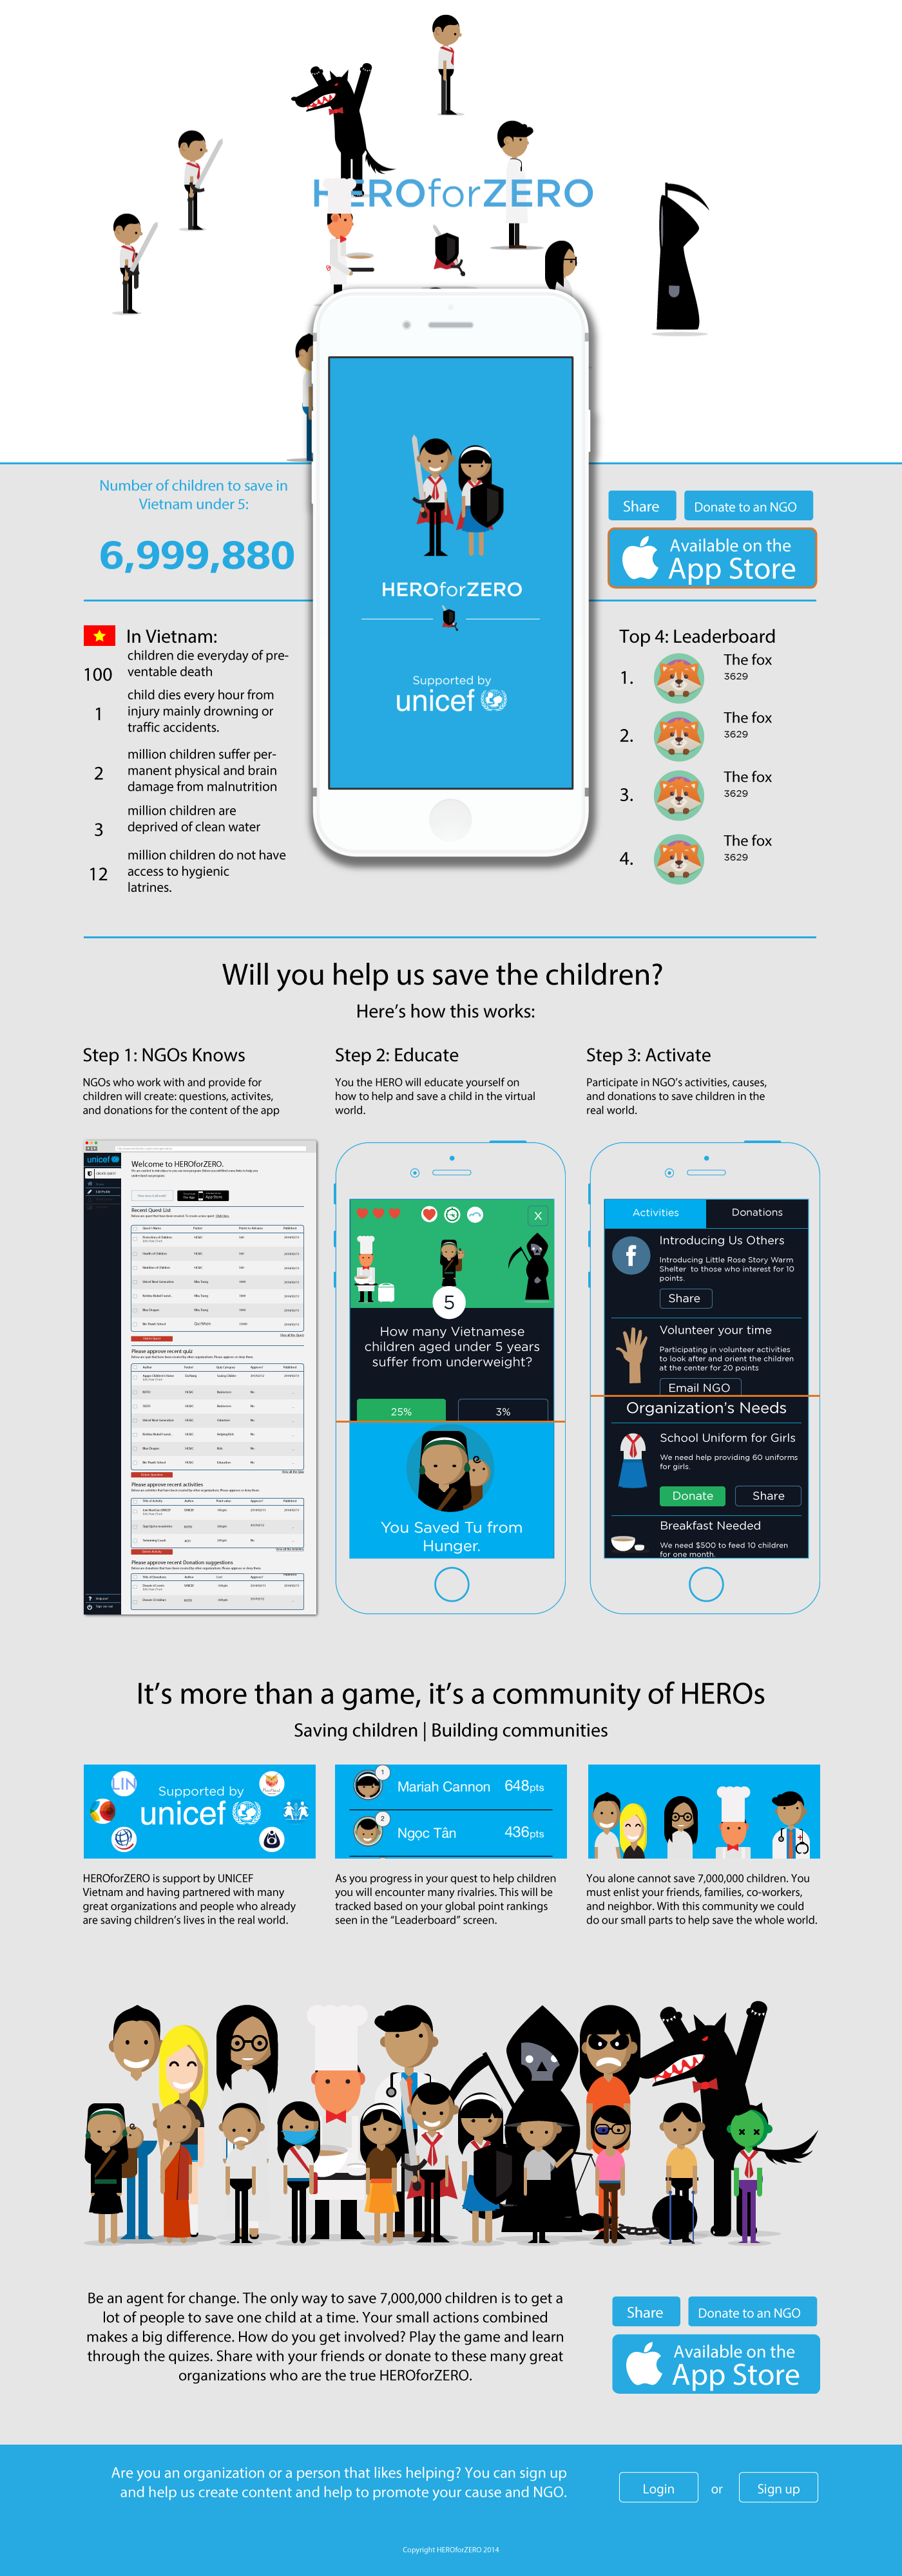 HEROforZERO
Number of children to save in
Vietnam under 5:
6,999,880
HEROforZERO
Supported by
unicef
Share
Donate to an NGO
Available on the
App Store
In Vietnam:
100
children die everyday of pre-
ventable death
1
child dies every hour from
injury mainly drowning or
traffic accidents.
2
million children suffer per-
manent physical and brain
damage from malnutrition
3
million children are
deprived of clean water
12
million children do not have
access to hygienic
latrines.
Top 4: Leaderboard
1.
The fox
3629
2.
The fox
3629
3.
The fox
3629
4.
The fox
3629
Will you help us save the children?
Here's how this works:
Step 1: NGOs Knows
NGOs who work with and provide for
children will create: questions, activites,
and donations for the content of the app
Step 2: Educate
You the HERO will educate yourself on
how to help and save a child in the virtual
world.
Step 3: Activate
Participate in NGO's activities, causes,
and donations to save children in the
real world.
unicef
Welcome to HEROforZERO.
App Store
Recent Quest List
Please approve recent quiz
Please approve recent activities
Please approve recent Donation suggestions
X
5
How many Vietnamese
children aged under 5 years
suffer from underweight?
25%
3%
You Saved Tu from
Hunger.
Activities
Donations
Introducing Us Others
Introducing Little Rose Story Warm
Shelter to those who interest for 10
points.
Share
Volunteer your time
Participating in volunteer activities
to look after and orient the children
at the center for 20 points
Email NGO
Organization's Needs
School Uniform for Girls
We need help providing 60 uniforms
for girls.
Donate
Share
Breakfast Needed
We need $500 to feed 10 children
for one month.
It's more than a game, it's a community of HEROs
Saving children | Building communities
LIN
Supported by
unicef
1
Mariah Cannon 648pts
2
Ngọc Tân 436pts
HEROforZERO is support by UNICEF
Vietnam and having partnered with many
great organizations and people who already
are saving children's lives in the real world.
As you progress in your quest to help children
you will encounter many rivalries. This will be
tracked based on your global point rankings
seen in the "Leaderboard" screen.
You alone cannot save 7,000,000 children. You
must enlist your friends, families, co-workers,
and neighbor. With this community we could
do our small parts to help save the whole world.
Be an agent for change. The only way to save 7,000,000 children is to get a
lot of people to save one child at a time. Your small actions combined
makes a big difference. How do you get involved? Play the game and learn
through the quizes. Share with your friends or donate to these many great
organizations who are the true HEROforZERO.
Share
Donate to an NGO
Available on the
App Store
Are you an organization or a person that likes helping? You can sign up
and help us create content and help to promote your cause and NGO.
Login
or
Sign up
Copyright HEROforZERO 2014